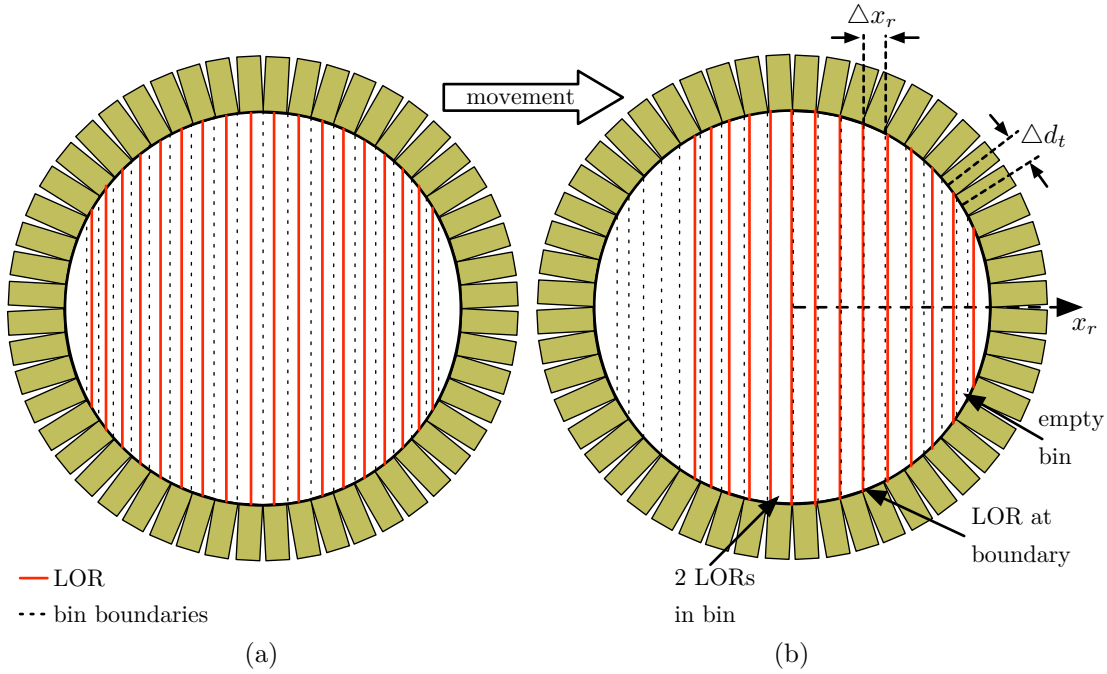 △x_r
movement
△d_t
x_r
empty
bin
LOR at
boundary
2 LORs
in bin
LOR
bin boundaries
(a)
(b)